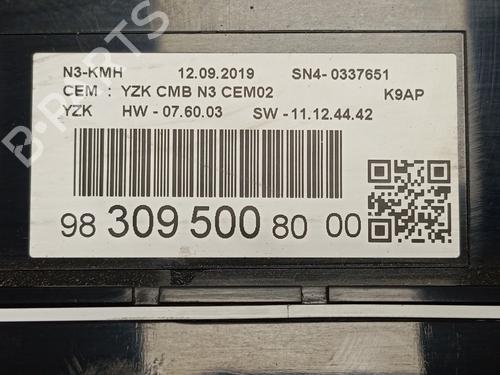 N3-KMH 12.09.2019 SN4- 0337651
CEM : YZK CMB N3 CEM02 K9AP
YZK HW - 07.60.03 SW - 11.12.44.42
98 309 500 80 00
B-PARTS